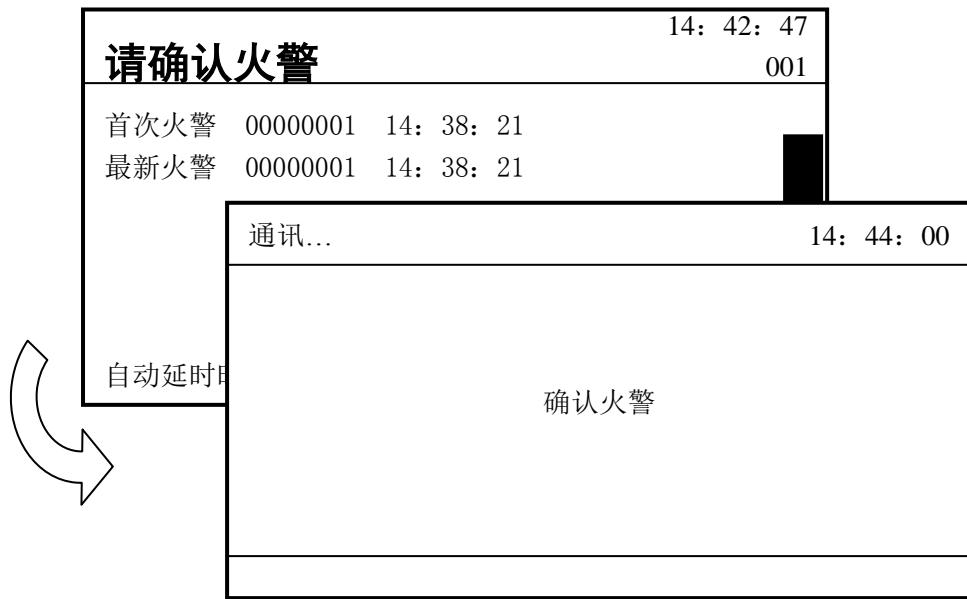 14：42：47
请确认火警 001
首次火警 00000001 14：38：21
最新火警 00000001 14：38：21
自动延时
通讯… 14：44：00
确认火警